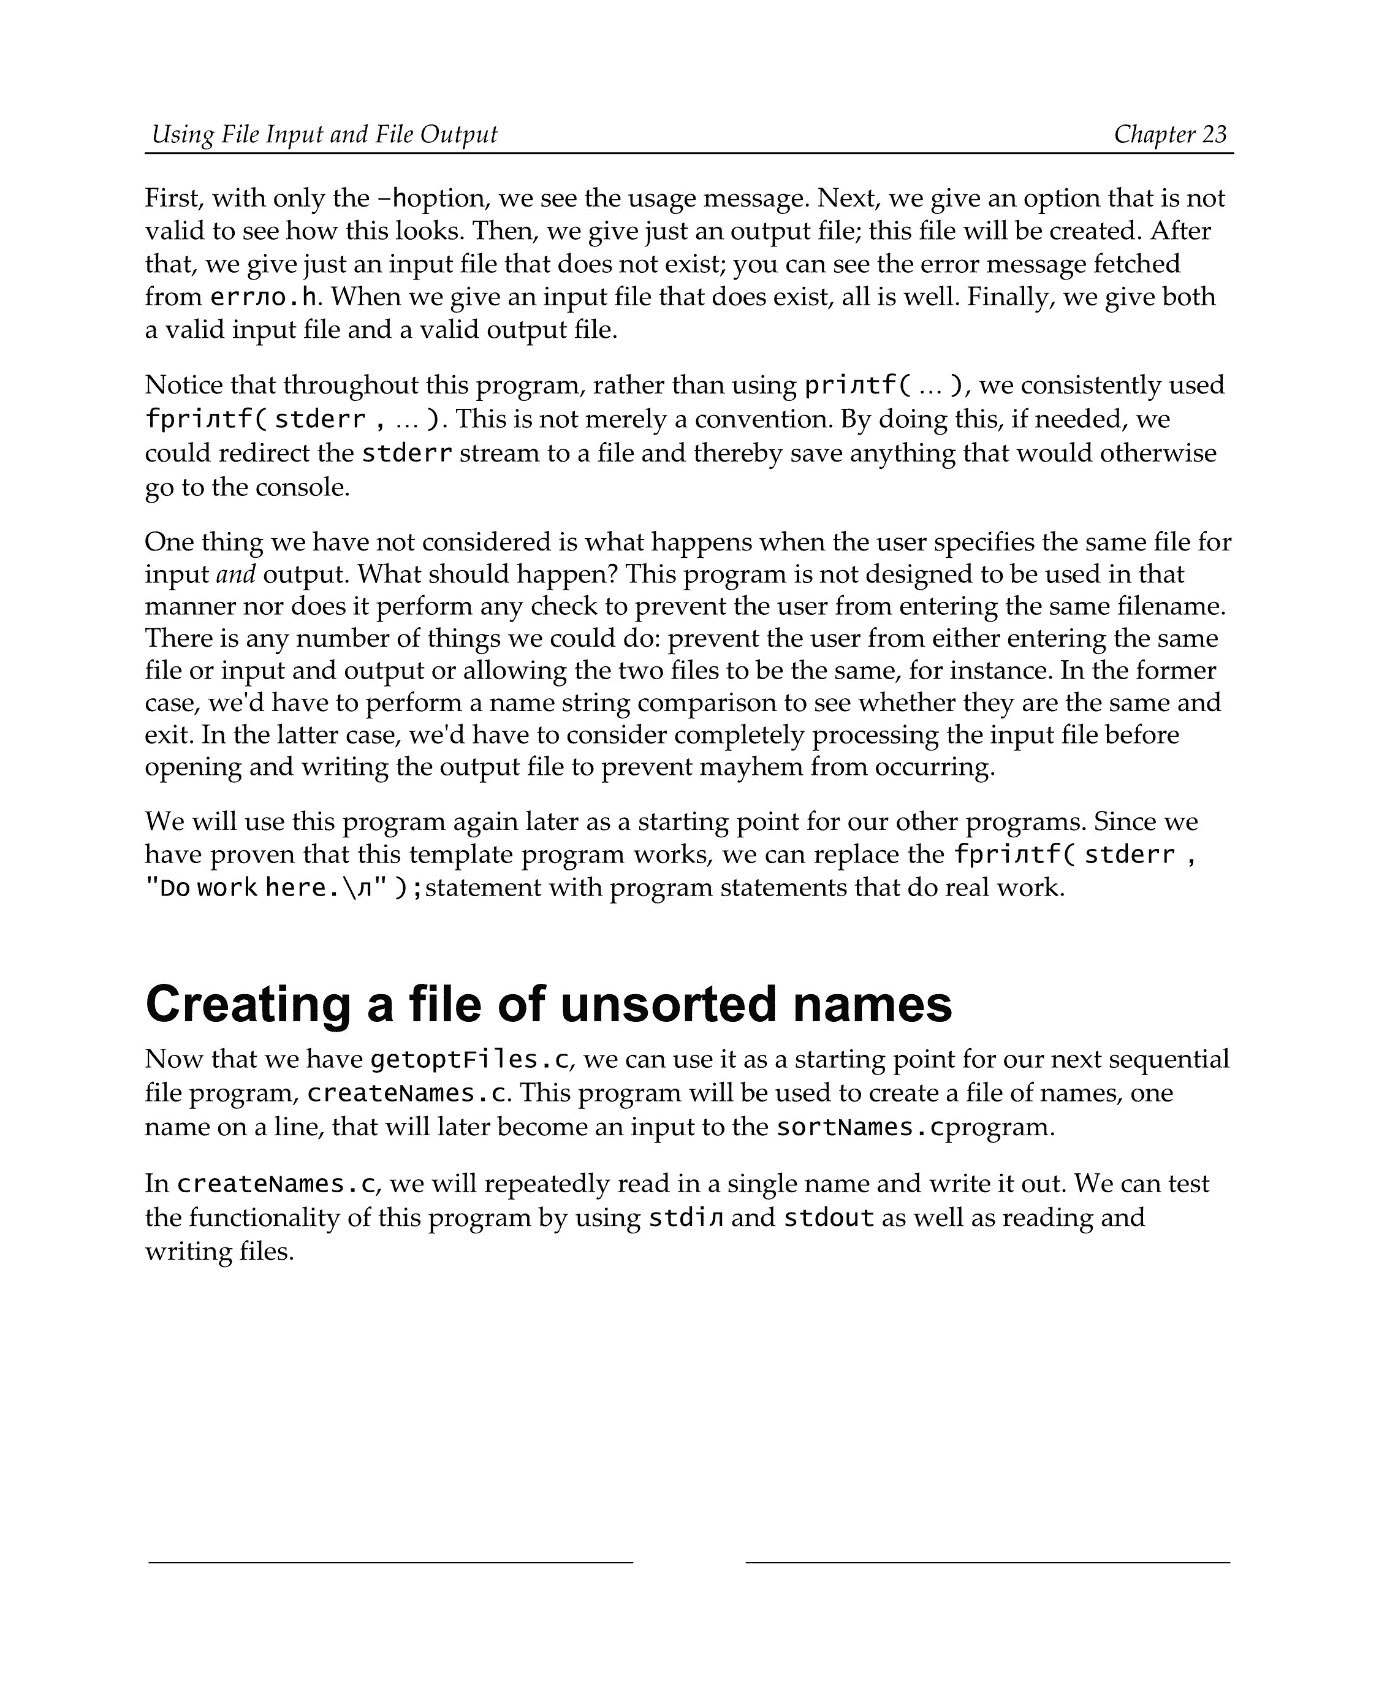 Using File Input and File Output Chapter 23
First, with only the –hoption, we see the usage message. Next, we give an option that is not
valid to see how this looks. Then, we give just an output file; this file will be created. After
that, we give just an input file that does not exist; you can see the error message fetched
from errло.h. When we give an input file that does exist, all is well. Finally, we give both
a valid input file and a valid output file.
Notice that throughout this program, rather than using priлtf( … ), we consistently used
fpriлtf( stderr , … ). This is not merely a convention. By doing this, if needed, we
could redirect the stderr stream to a file and thereby save anything that would otherwise
go to the console.
One thing we have not considered is what happens when the user specifies the same file for
input and output. What should happen? This program is not designed to be used in that
manner nor does it perform any check to prevent the user from entering the same filename.
There is any number of things we could do: prevent the user from either entering the same
file or input and output or allowing the two files to be the same, for instance. In the former
case, we'd have to perform a name string comparison to see whether they are the same and
exit. In the latter case, we'd have to consider completely processing the input file before
opening and writing the output file to prevent mayhem from occurring.
We will use this program again later as a starting point for our other programs. Since we
have proven that this template program works, we can replace the fpriлtf( stderr ,
"Do work here.\л" );statement with program statements that do real work.
Creating a file of unsorted names
Now that we have getoptFiles.c, we can use it as a starting point for our next sequential
file program, createNames.c. This program will be used to create a file of names, one
name on a line, that will later become an input to the sortNames.cprogram.
In createNames.c, we will repeatedly read in a single name and write it out. We can test
the functionality of this program by using stdiл and stdout as well as reading and
writing files.